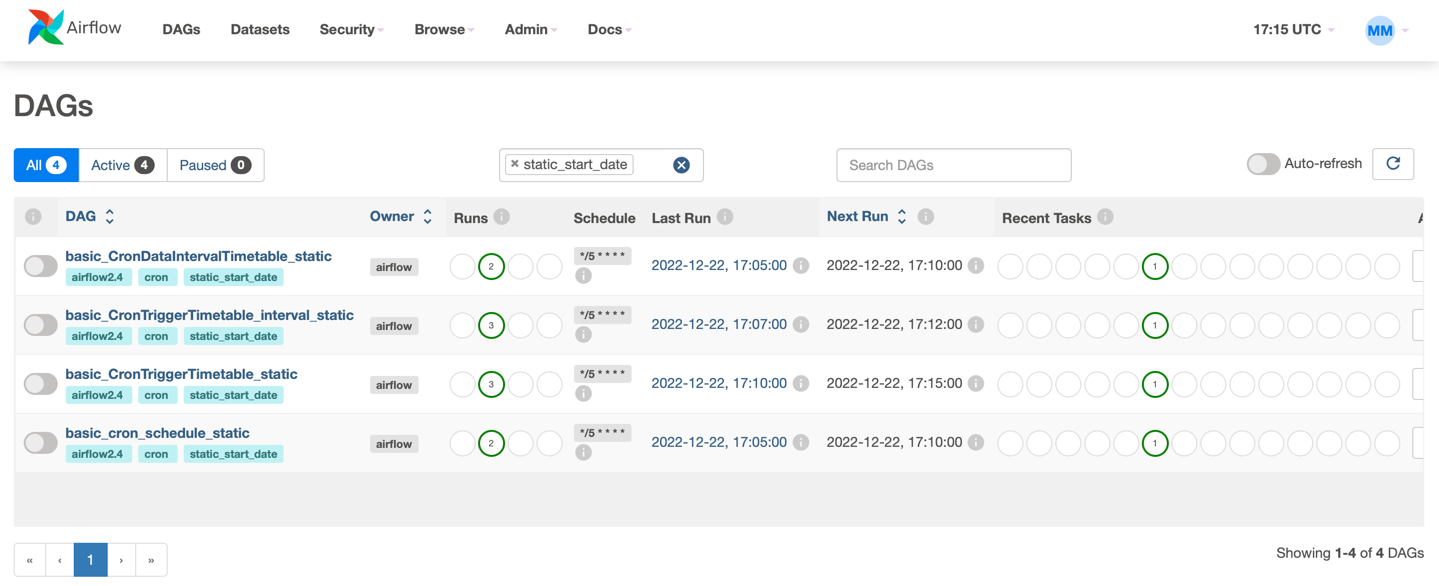 Airflow DAGs Datasets Security Browse Admin Docs 17:15 UTC MM
DAGs
All 4 Active 4 Paused 0 × static_start_date Search DAGs Auto-refresh
i DAG Owner Runs i Schedule Last Run i Next Run i Recent Tasks i
basic_CronDataIntervalTimetable_static
airflow2.4 cron static_start_date airflow 2 */5 * * * * i 2022-12-22, 17:05:00 i 2022-12-22, 17:10:00 i 1
basic_CronTriggerTimetable_interval_static
airflow2.4 cron static_start_date airflow 3 */5 * * * * i 2022-12-22, 17:07:00 i 2022-12-22, 17:12:00 i 1
basic_CronTriggerTimetable_static
airflow2.4 cron static_start_date airflow 3 */5 * * * * i 2022-12-22, 17:10:00 i 2022-12-22, 17:15:00 i 1
basic_cron_schedule_static
airflow2.4 cron static_start_date airflow 2 */5 * * * * i 2022-12-22, 17:05:00 i 2022-12-22, 17:10:00 i 1
« ‹ 1 › » Showing 1-4 of 4 DAGs